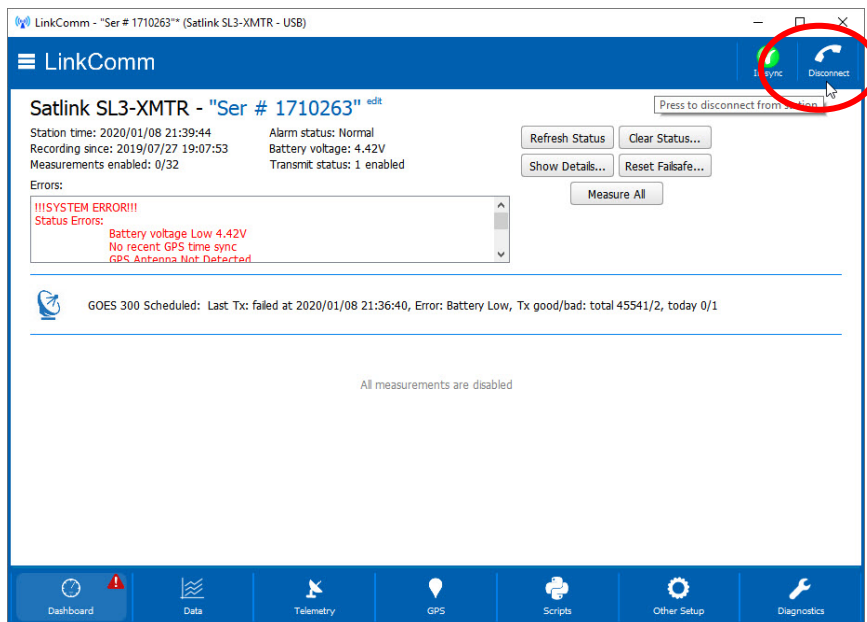 LinkComm - "Ser # 1710263"* (Satlink SL3-XMTR - USB)
LinkComm
In sync
Disconnect
Press to disconnect from station
Satlink SL3-XMTR - "Ser # 1710263" edit
Station time: 2020/01/08 21:39:44
Alarm status: Normal
Recording since: 2019/07/27 19:07:53
Battery voltage: 4.42V
Measurements enabled: 0/32
Transmit status: 1 enabled
Refresh Status
Clear Status...
Show Details...
Reset Failsafe...
Measure All
Errors:
!!!SYSTEM ERROR!!!
Status Errors:
Battery voltage Low 4.42V
No recent GPS time sync
GPS Antenna Not Detected
GOES 300 Scheduled: Last Tx: failed at 2020/01/08 21:36:40, Error: Battery Low, Tx good/bad: total 45541/2, today 0/1
All measurements are disabled
Dashboard
Data
Telemetry
GPS
Scripts
Other Setup
Diagnostics